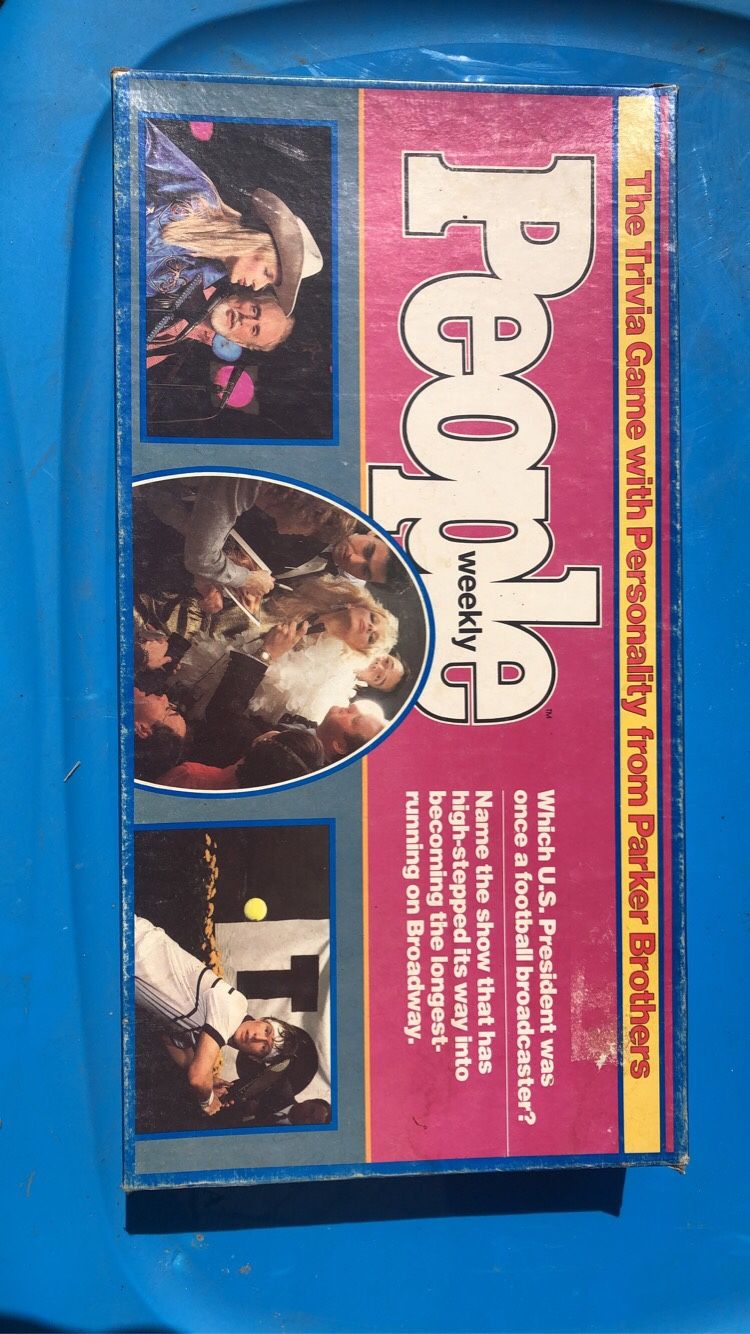 The Trivia Game with Personality from Parker Brothers
People
weekly
TM
Which U.S. President was
once a football broadcaster?
Name the show that has
high-stepped its way into
becoming the longest-
running on Broadway.
T